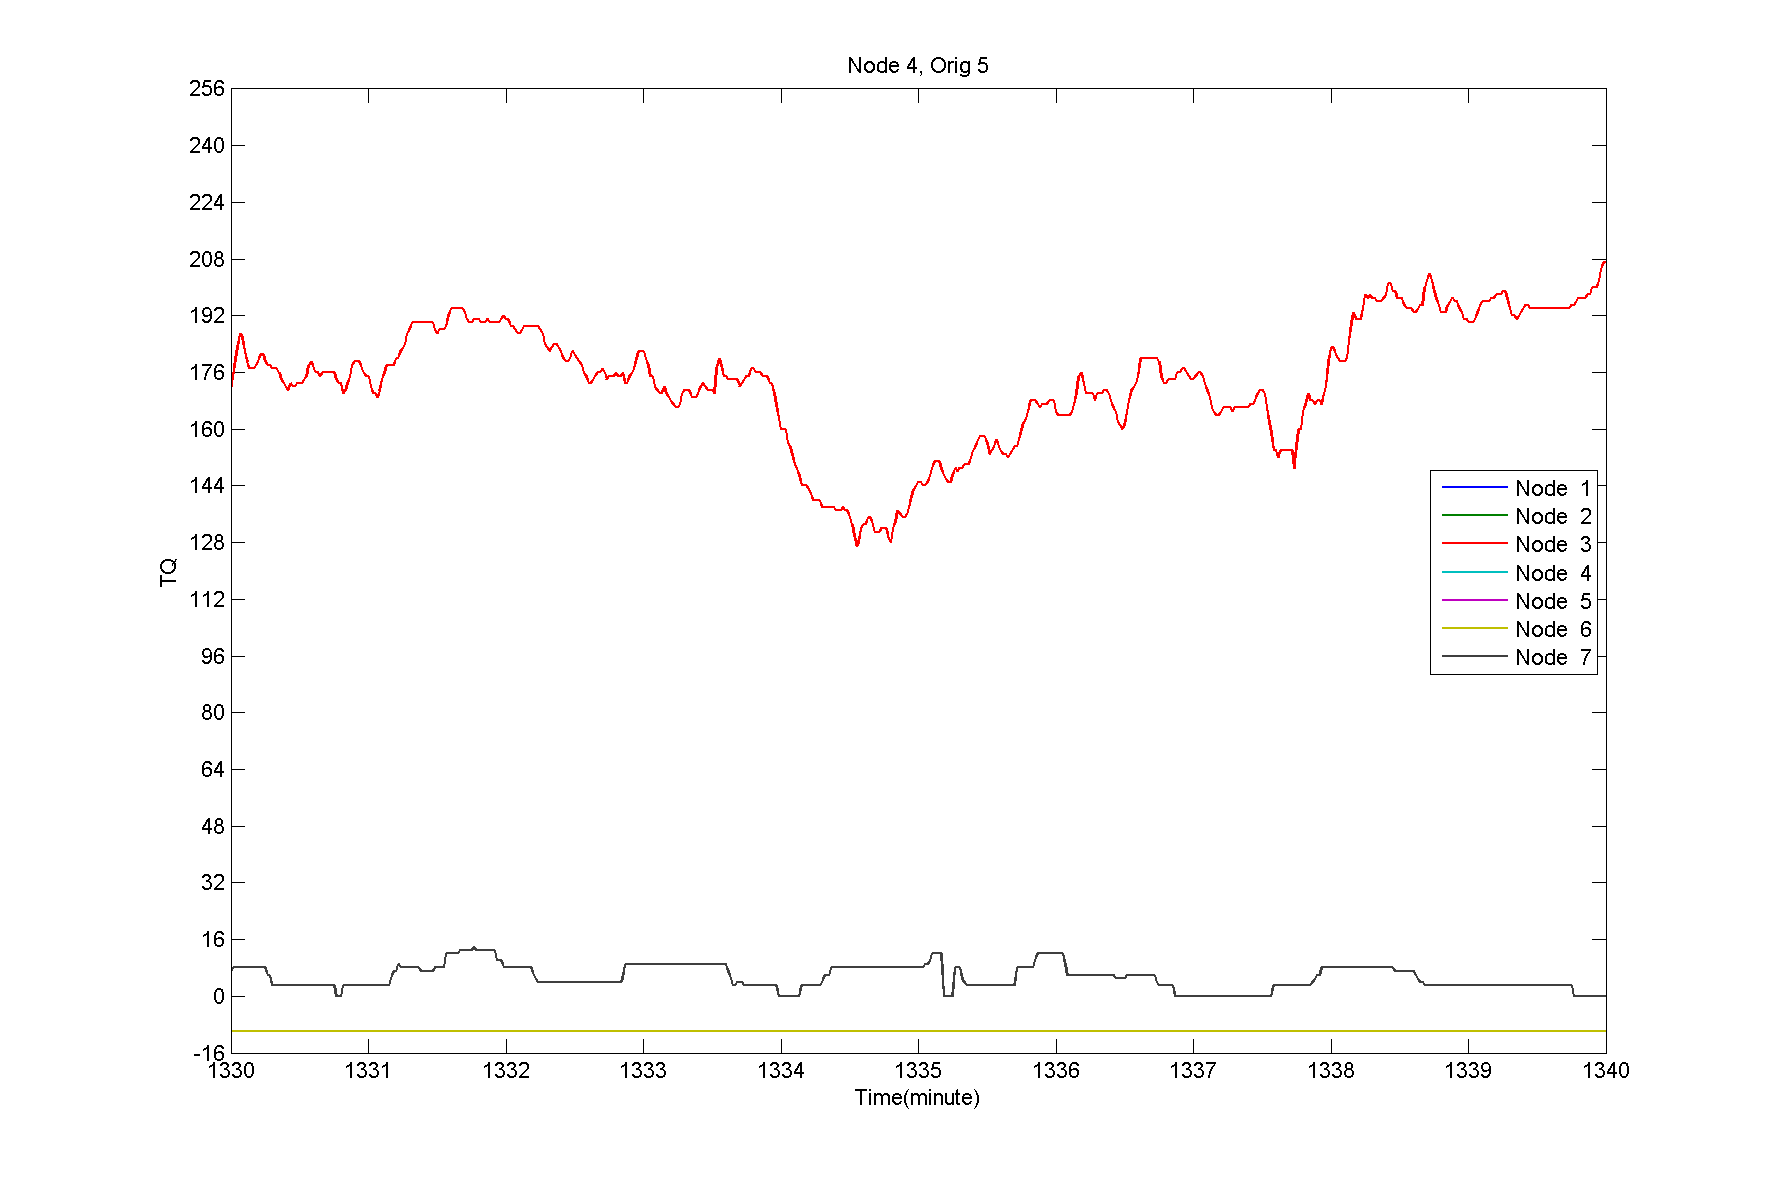 Node 4, Orig 5
256
240
224
208
192
176
160
144
128
112
96
80
64
48
32
16
0
-16
TQ
Node 1
Node 2
Node 3
Node 4
Node 5
Node 6
Node 7
1330 1331 1332 1333 1334 1335 1336 1337 1338 1339 1340
Time(minute)